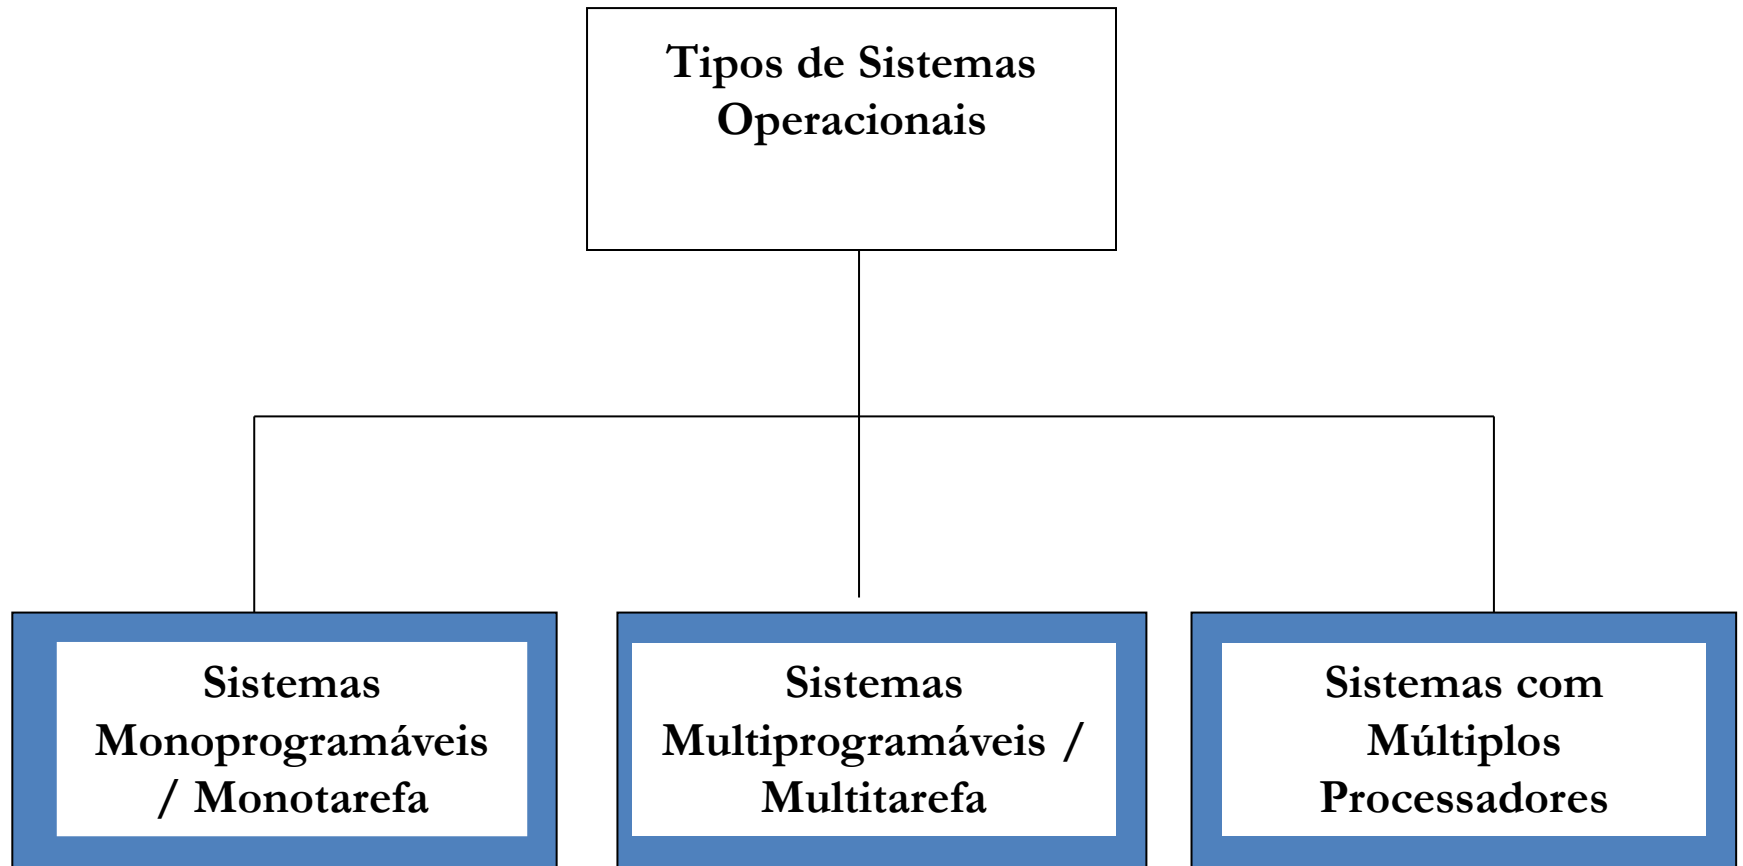 Tipos de Sistemas
Operacionais
Sistemas
Monoprogramáveis
/ Monotarefa
Sistemas
Multiprogramáveis /
Multitarefa
Sistemas com
Múltiplos
Processadores